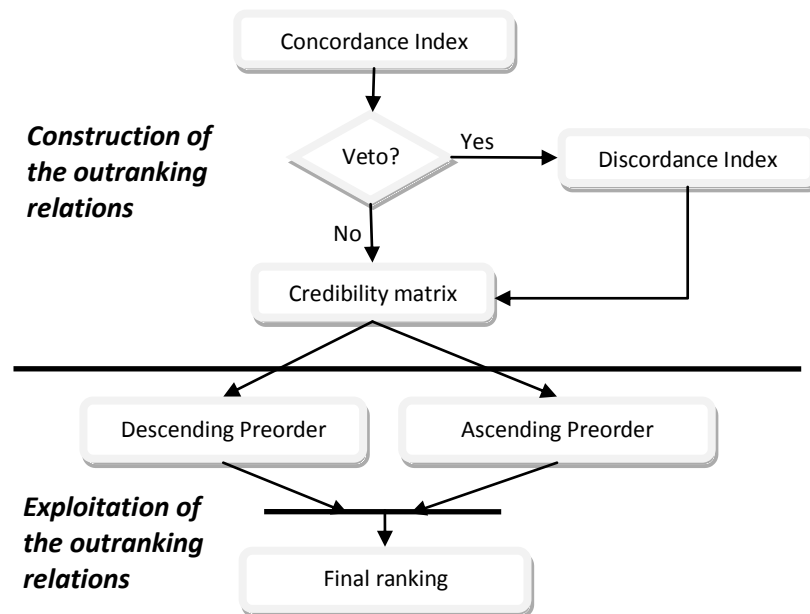 Concordance Index
Construction of
the outranking
relations
Veto?
Yes
Discordance Index
No
Credibility matrix
Descending Preorder
Ascending Preorder
Exploitation of
the outranking
relations
Final ranking